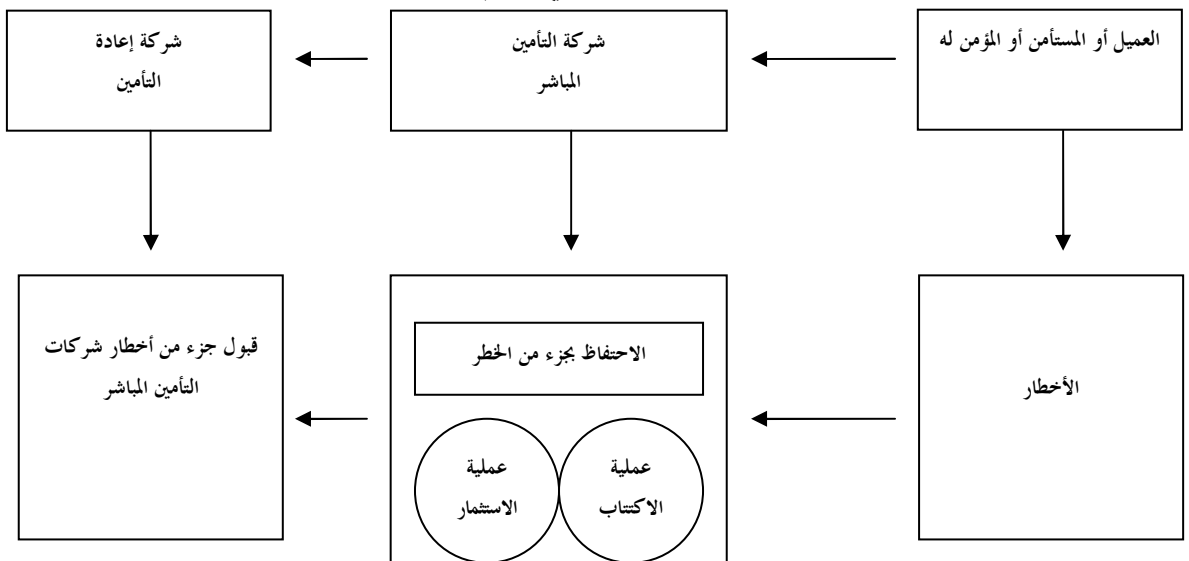 العميل أو المستأمن أو المؤمن له
شركة التأمين
المباشر
شركة إعادة
التأمين
الأخطار
الاحتفاظ بجزء من الخطر
عملية
الاكتتاب
عملية
الاستثمار
قبول جزء من أخطار شركات
التأمين المباشر